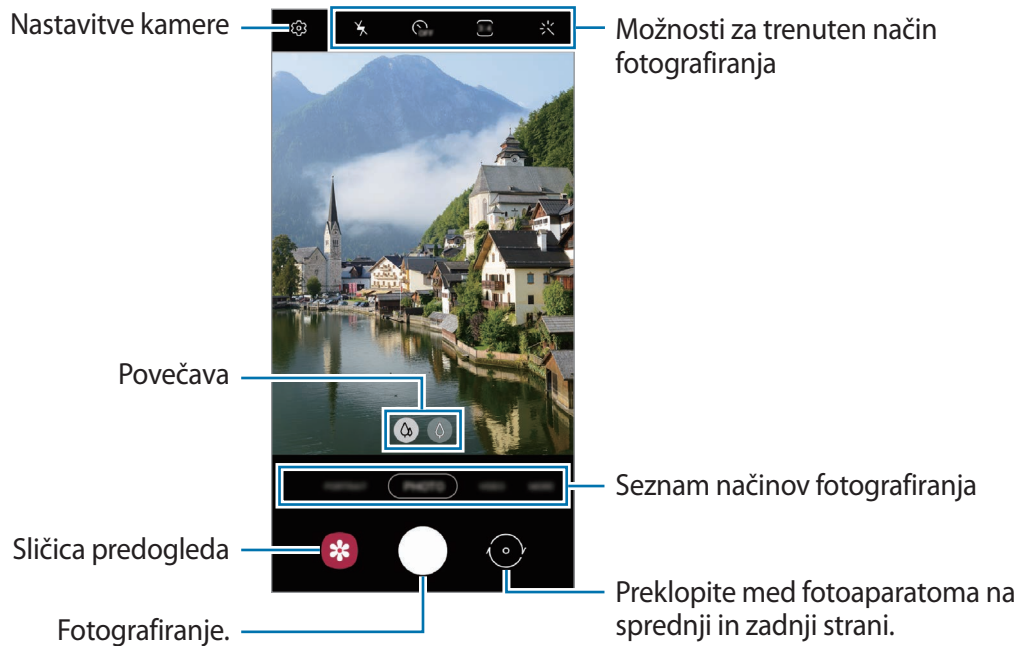 Nastavitve kamere
Možnosti za trenuten način
fotografiranja
OFF
Povečava
PHOTO
Seznam načinov fotografiranja
Sličica predogleda
Preklopite med fotoaparatoma na
sprednji in zadnji strani.
Fotografiranje.